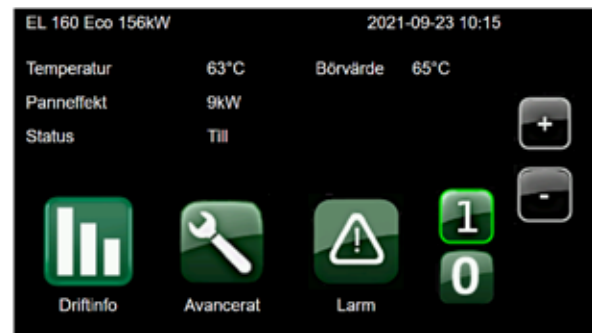 EL 160 Eco 156kW 2021-09-23 10:15
Temperatur 63°C Börvärde 65°C
Panneffekt 9kW
Status Till
+
-
1
0
Driftinfo Avancerat Larm